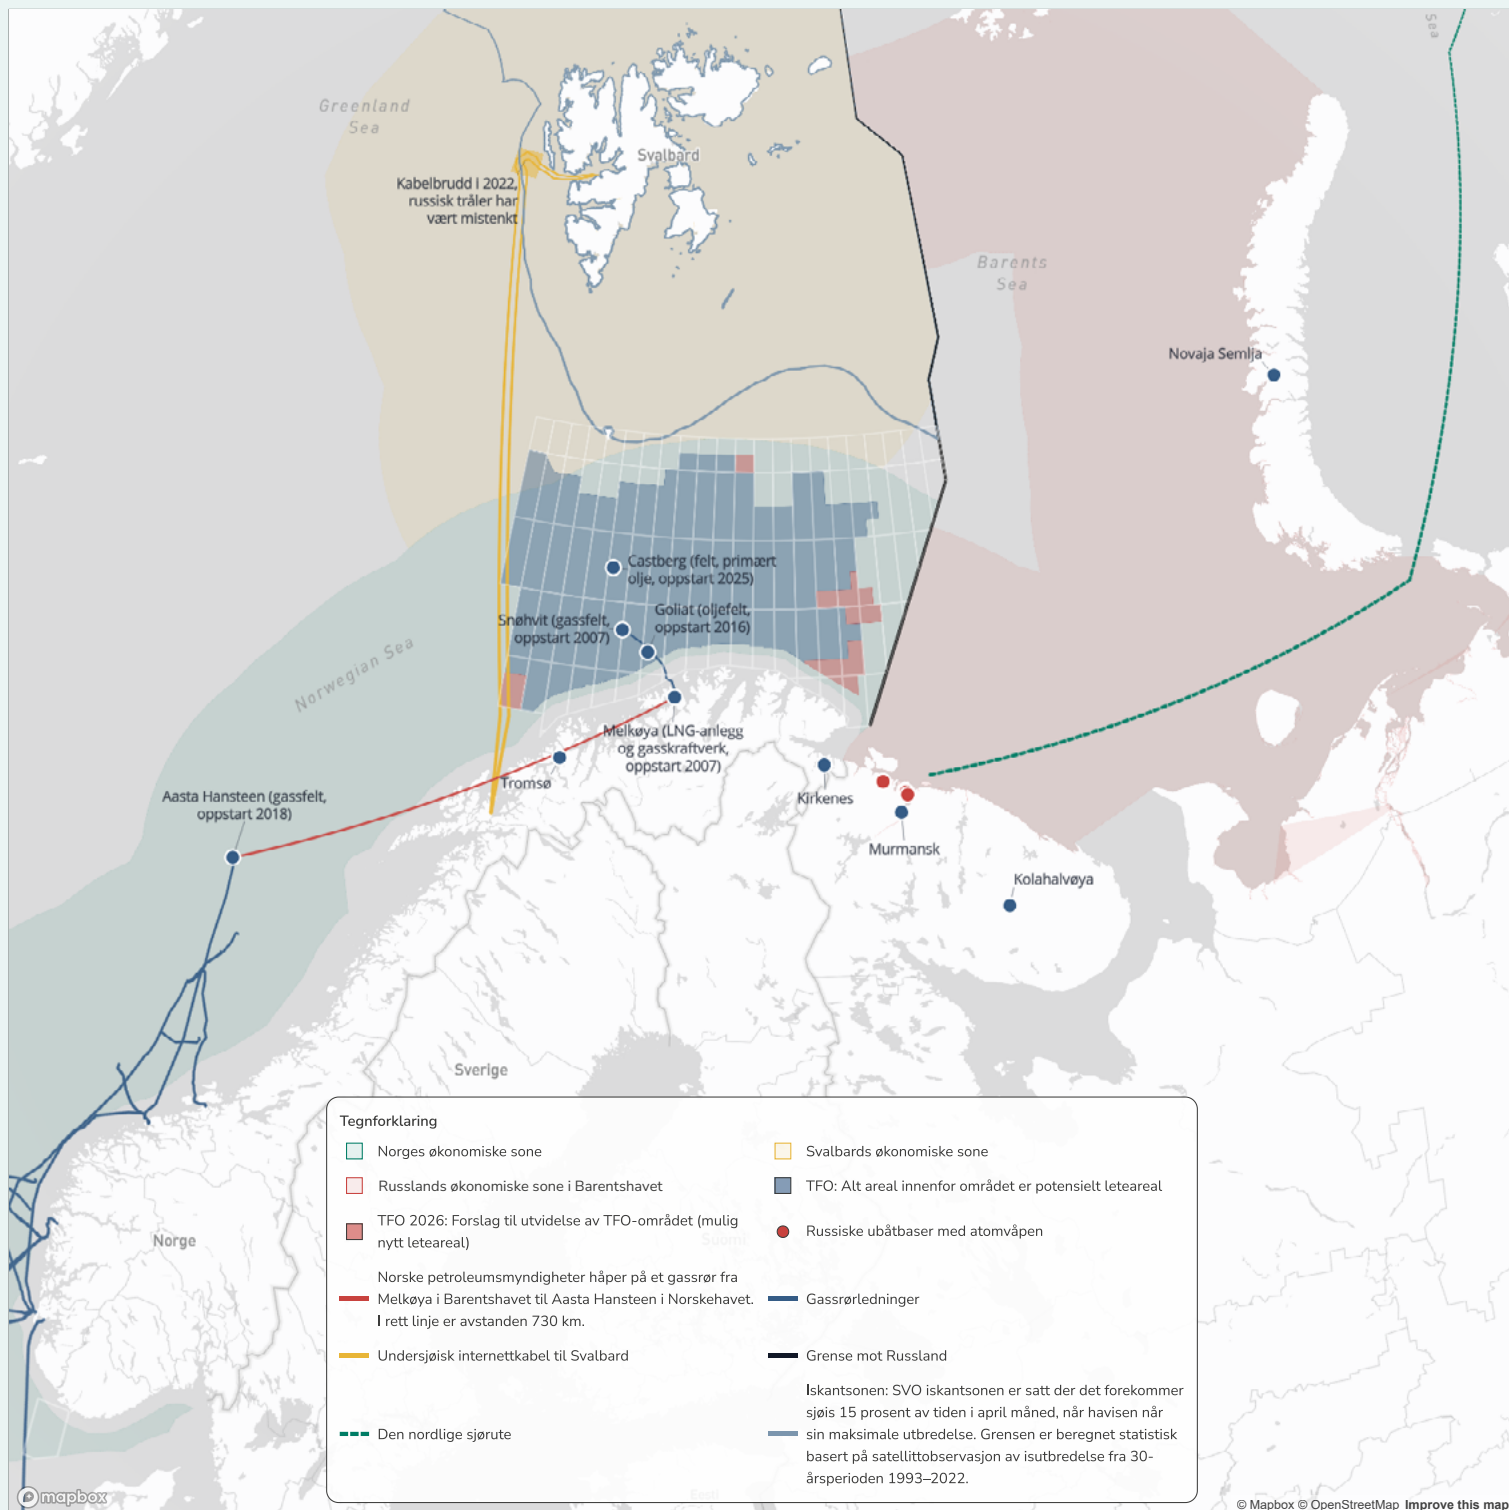 Sea
Greenland
Sea
Svalbard
Kabelbrudd i 2022,
russisk tråler har
vært mistenkt
Barents
Sea
Novaja Semlja
Castberg (felt, primært
olje, oppstart 2025)
Goliat (oljefelt,
oppstart 2016)
Snøhvit (gassfelt,
oppstart 2007)
Norwegian Sea
Melkøya (LNG-anlegg
og gasskraftverk,
oppstart 2007)
Tromsø
Kirkenes
Aasta Hansteen (gassfelt,
oppstart 2018)
Murmansk
Kolahalvøya
Sverige
Norge
Suomi
Eesti
Tegnforklaring
Norges økonomiske sone
Svalbards økonomiske sone
Russlands økonomiske sone i Barentshavet
TFO: Alt areal innenfor området er potensielt leteareal
TFO 2026: Forslag til utvidelse av TFO-området (mulig
nytt leteareal)
Russiske ubåtbaser med atomvåpen
Norske petroleumsmyndigheter håper på et gassrør fra
Melkøya i Barentshavet til Aasta Hansteen i Norskehavet.
I rett linje er avstanden 730 km.
Gassrørledninger
Undersjøisk internettkabel til Svalbard
Grense mot Russland
Den nordlige sjørute
Iskantsonen: SVO iskantsonen er satt der det forekommer
sjøis 15 prosent av tiden i april måned, når havisen når
sin maksimale utbredelse. Grensen er beregnet statistisk
basert på satellittobservasjon av isutbredelse fra 30-
årsperioden 1993–2022.
mapbox
© Mapbox © OpenStreetMap Improve this map